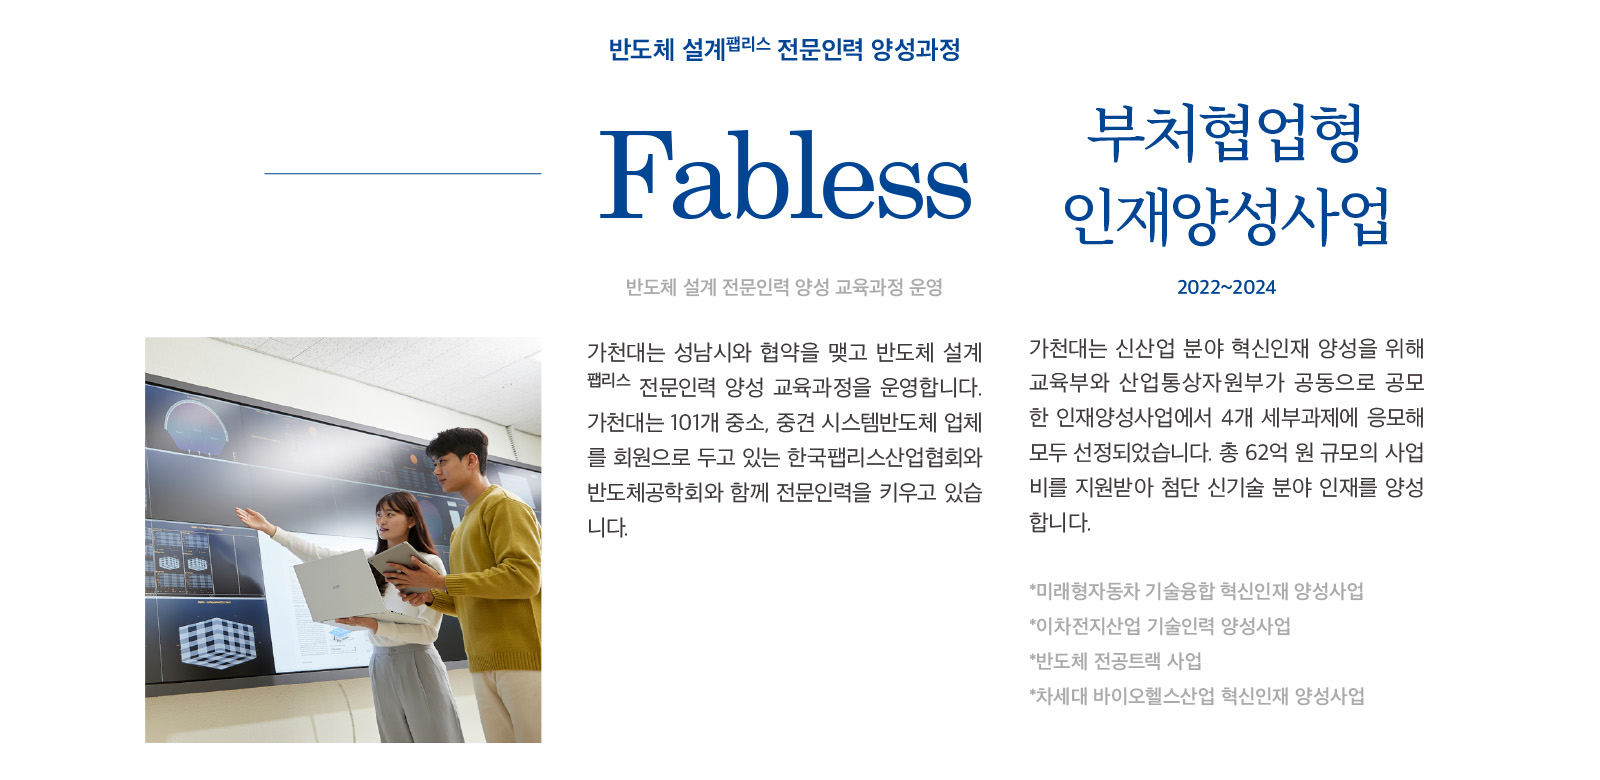 반도체 설계팹리스 전문인력 양성과정
Fabless
반도체 설계 전문인력 양성 교육과정 운영
가천대는 성남시와 협약을 맺고 반도체 설계
팹리스 전문인력 양성 교육과정을 운영합니다.
가천대는 101개 중소, 중견 시스템반도체 업체
를 회원으로 두고 있는 한국팹리스산업협회와
반도체공학회와 함께 전문인력을 키우고 있습
니다.
부처협업형
인재양성사업
2022~2024
가천대는 신산업 분야 혁신인재 양성을 위해
교육부와 산업통상자원부가 공동으로 공모
한 인재양성사업에서 4개 세부과제에 응모해
모두 선정되었습니다. 총 62억 원 규모의 사업
비를 지원받아 첨단 신기술 분야 인재를 양성
합니다.
*미래형자동차 기술융합 혁신인재 양성사업
*이차전지산업 기술인력 양성사업
*반도체 전공트랙 사업
*차세대 바이오헬스산업 혁신인재 양성사업